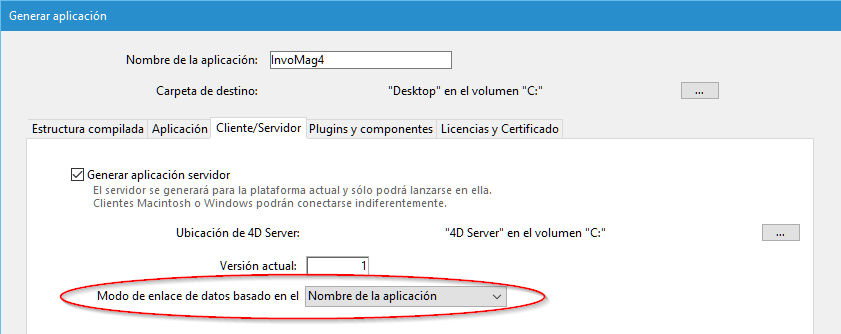 Generar aplicación
Nombre de la aplicación: InvoMag4
Carpeta de destino: "Desktop" en el volumen "C:" ...
Estructura compilada Aplicación Cliente/Servidor Plugins y componentes Licencias y Certificado
Generar aplicación servidor
El servidor se generará para la plataforma actual y sólo podrá lanzarse en ella.
Clientes Macintosh o Windows podrán conectarse indiferentemente.
Ubicación de 4D Server: "4D Server" en el volumen "C:" ...
Versión actual: 1
Modo de enlace de datos basado en el Nombre de la aplicación